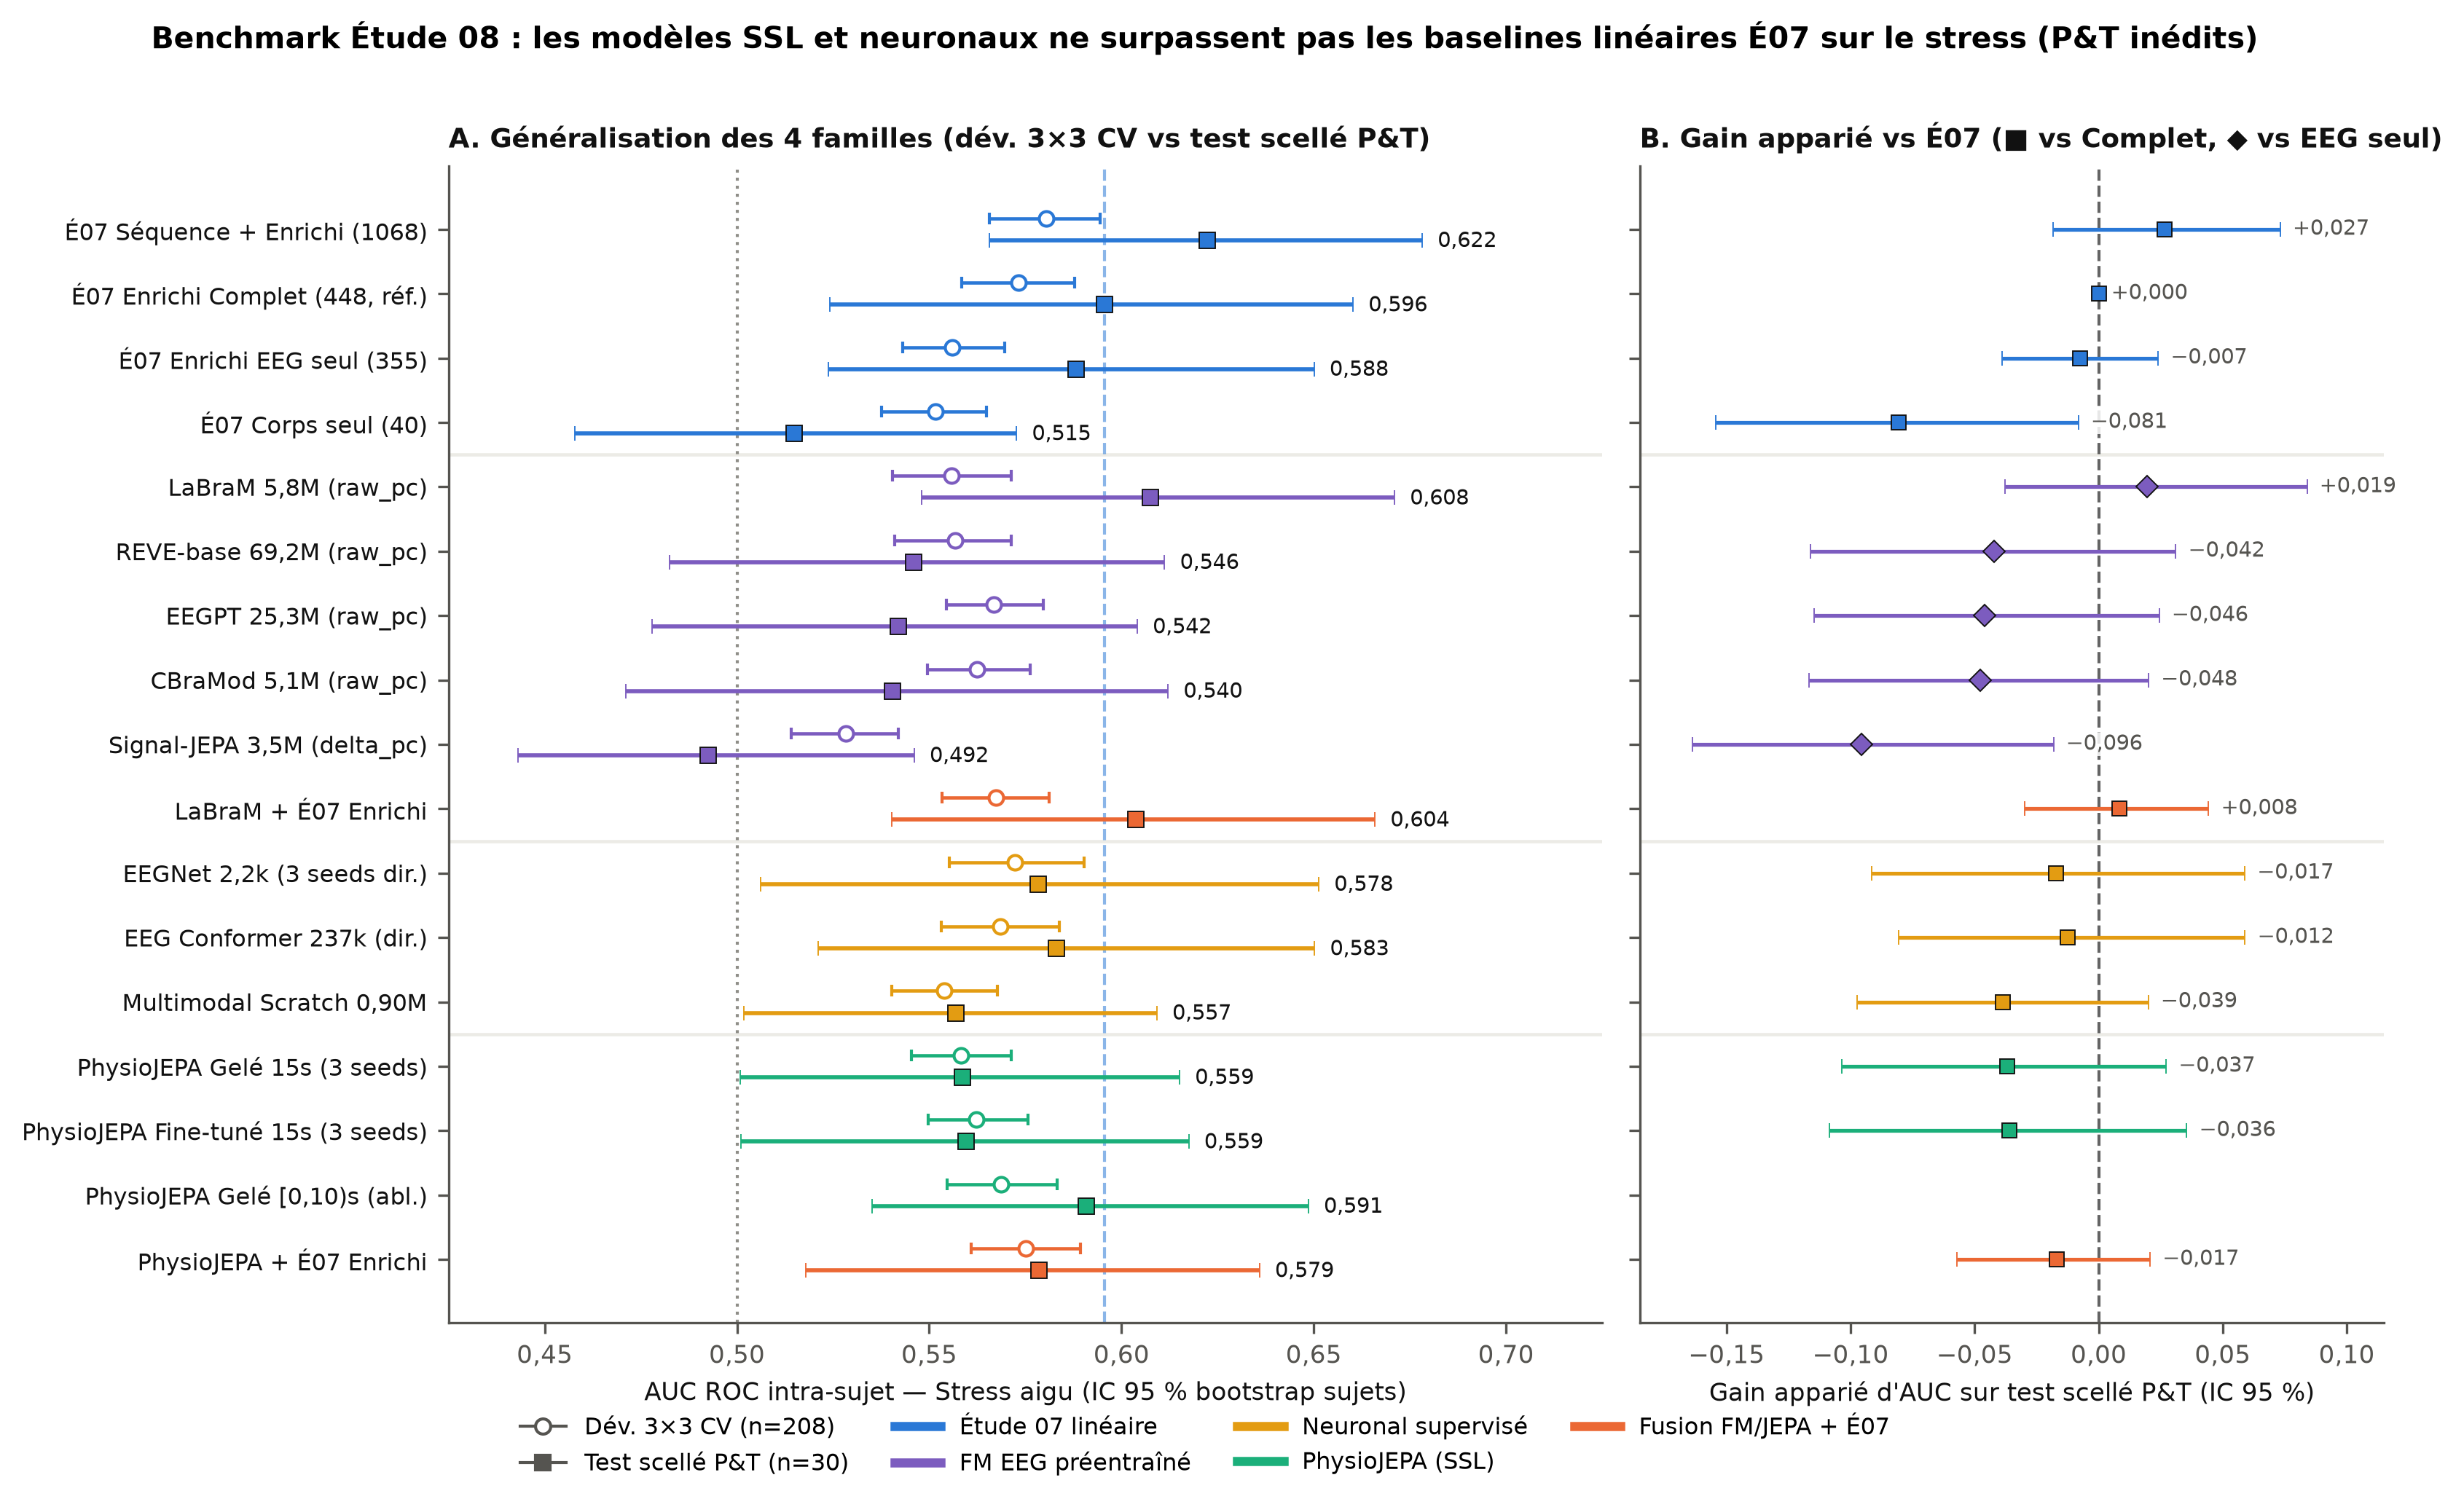 Benchmark Étude 08 : les modèles SSL et neuronaux ne surpassent pas les baselines linéaires É07 sur le stress (P&T inédits)
A. Généralisation des 4 familles (dév. 3×3 CV vs test scellé P&T)
B. Gain apparié vs É07 (■ vs Complet, ◆ vs EEG seul)
É07 Séquence + Enrichi (1068)
0,622
+0,027
É07 Enrichi Complet (448, réf.)
0,596
+0,000
É07 Enrichi EEG seul (355)
0,588
−0,007
É07 Corps seul (40)
0,515
−0,081
LaBraM 5,8M (raw_pc)
0,608
+0,019
REVE-base 69,2M (raw_pc)
0,546
−0,042
EEGPT 25,3M (raw_pc)
0,542
−0,046
CBraMod 5,1M (raw_pc)
0,540
−0,048
Signal-JEPA 3,5M (delta_pc)
0,492
−0,096
LaBraM + É07 Enrichi
0,604
+0,008
EEGNet 2,2k (3 seeds dir.)
0,578
−0,017
EEG Conformer 237k (dir.)
0,583
−0,012
Multimodal Scratch 0,90M
0,557
−0,039
PhysioJEPA Gelé 15s (3 seeds)
0,559
−0,037
PhysioJEPA Fine-tuné 15s (3 seeds)
0,559
−0,036
PhysioJEPA Gelé [0,10)s (abl.)
0,591
PhysioJEPA + É07 Enrichi
0,579
−0,017
0,45 0,50 0,55 0,60 0,65 0,70
−0,15 −0,10 −0,05 0,00 0,05 0,10
AUC ROC intra-sujet — Stress aigu (IC 95 % bootstrap sujets)
Gain apparié d'AUC sur test scellé P&T (IC 95 %)
Dév. 3×3 CV (n=208)
Test scellé P&T (n=30)
Étude 07 linéaire
FM EEG préentraîné
Neuronal supervisé
PhysioJEPA (SSL)
Fusion FM/JEPA + É07